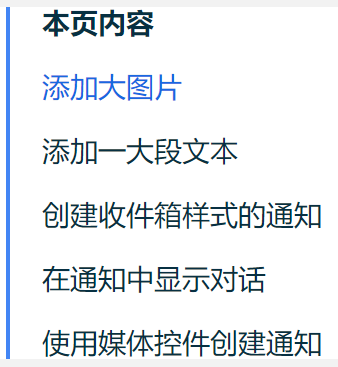 本页内容
添加大图片
添加一大段文本
创建收件箱样式的通知
在通知中显示对话
使用媒体控件创建通知